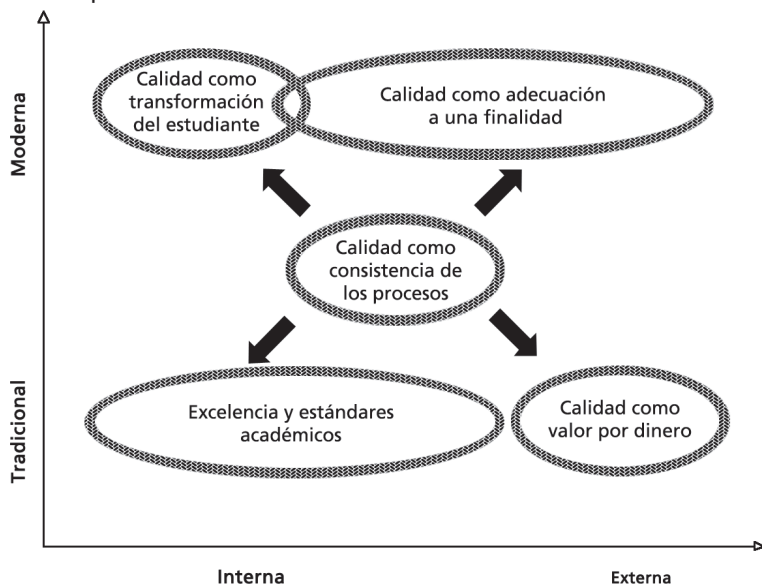 Moderna
Calidad como
transformación
del estudiante
Calidad como adecuación
a una finalidad
Calidad como
consistencia de
los procesos
Tradicional
Excelencia y estándares
académicos
Calidad como
valor por dinero
Interna
Externa